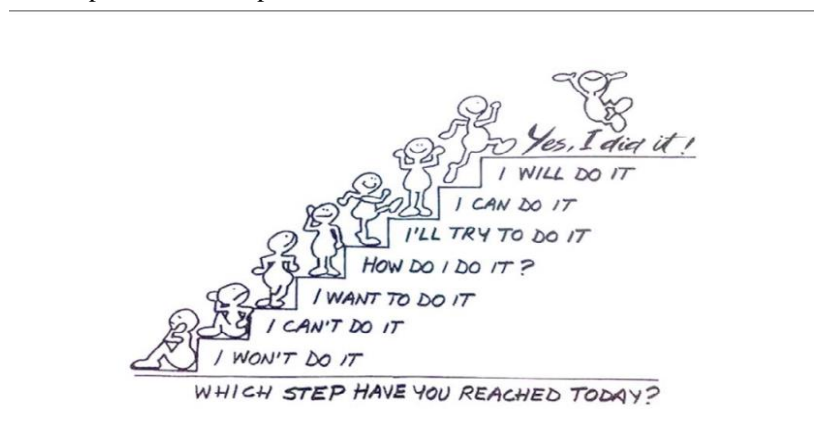 Yes, I did it!
I WILL DO IT
I CAN DO IT
I'LL TRY TO DO IT
HOW DO I DO IT?
I WANT TO DO IT
I CAN'T DO IT
I WON'T DO IT
WHICH STEP HAVE YOU REACHED TODAY?